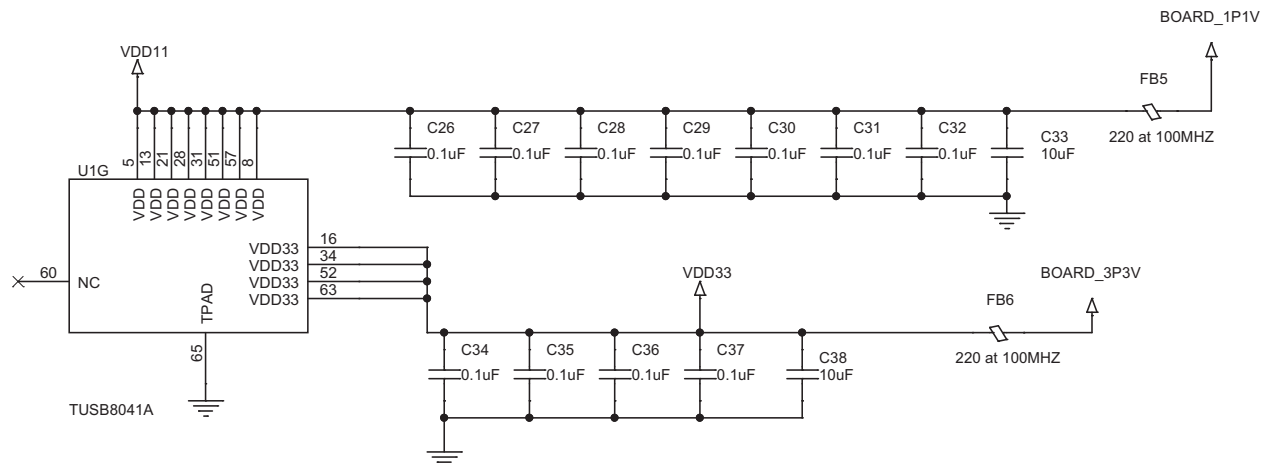 BOARD_1P1V
VDD11
FB5
220 at 100MHZ
C26
0.1uF
C27
0.1uF
C28
0.1uF
C29
0.1uF
C30
0.1uF
C31
0.1uF
C32
0.1uF
C33
10uF
5
13
21
28
31
51
57
8
U1G
VDD
VDD
VDD
VDD
VDD
VDD
VDD
VDD
VDD33
16
VDD33
34
VDD33
52
VDD33
63
60
NC
TPAD
65
TUSB8041A
VDD33
BOARD_3P3V
FB6
220 at 100MHZ
C34
0.1uF
C35
0.1uF
C36
0.1uF
C37
0.1uF
C38
10uF